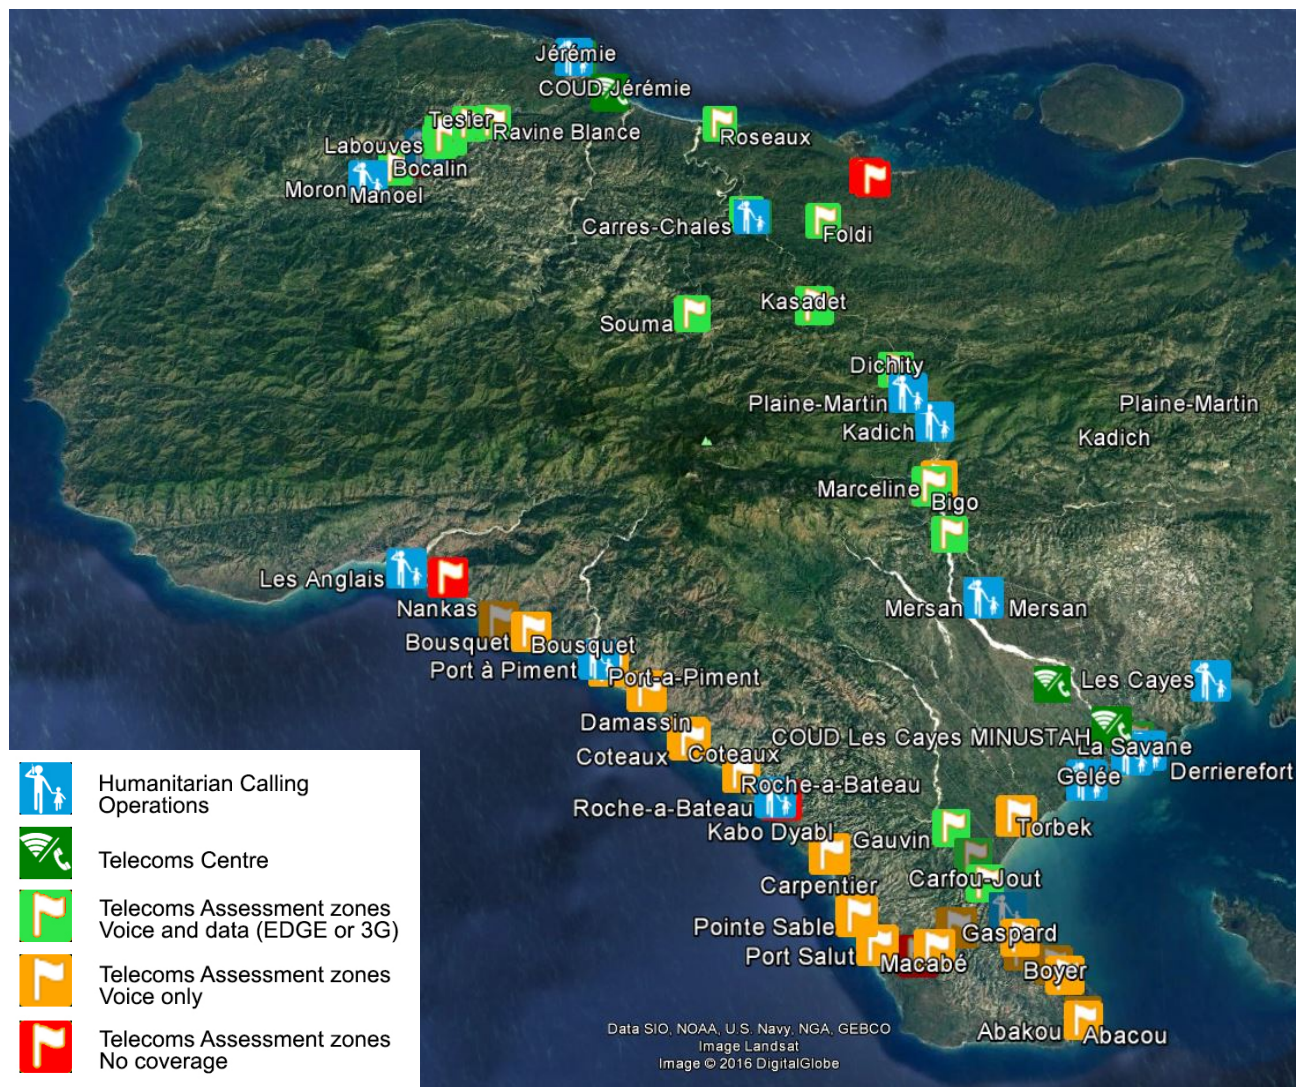 Jérémie
COUD Jérémie
Tesier
Ravine Blance
Roseaux
Labouves
Bocalin
Moron
Manoel
Carres-Chales
Foldi
Kasadet
Souma
Dichity
Plaine-Martin
Plaine-Martin
Kadich
Kadich
Marceline
Bigo
Les Anglais
Nankas
Mersan
Mersan
Bousquet
Bousquet
Port à Piment
Port-a-Piment
Les Cayes
Damassin
COUD Les Cayes MINUSTAH
La Savane
Coteaux
Coteaux
Gelée
Derrierefort
Roche-a-Bateau
Roche-a-Bateau
Kabo Dyabl
Gauvin
Torbek
Carpentier
Carfou-Jout
Pointe Sable
Gaspard
Port Salut
Macabé
Boyer
Abakou
Abacou
Humanitarian Calling
Operations
Telecoms Centre
Telecoms Assessment zones
Voice and data (EDGE or 3G)
Telecoms Assessment zones
Voice only
Telecoms Assessment zones
No coverage
Data SIO, NOAA, U.S. Navy, NGA, GEBCO
Image Landsat
Image © 2016 DigitalGlobe